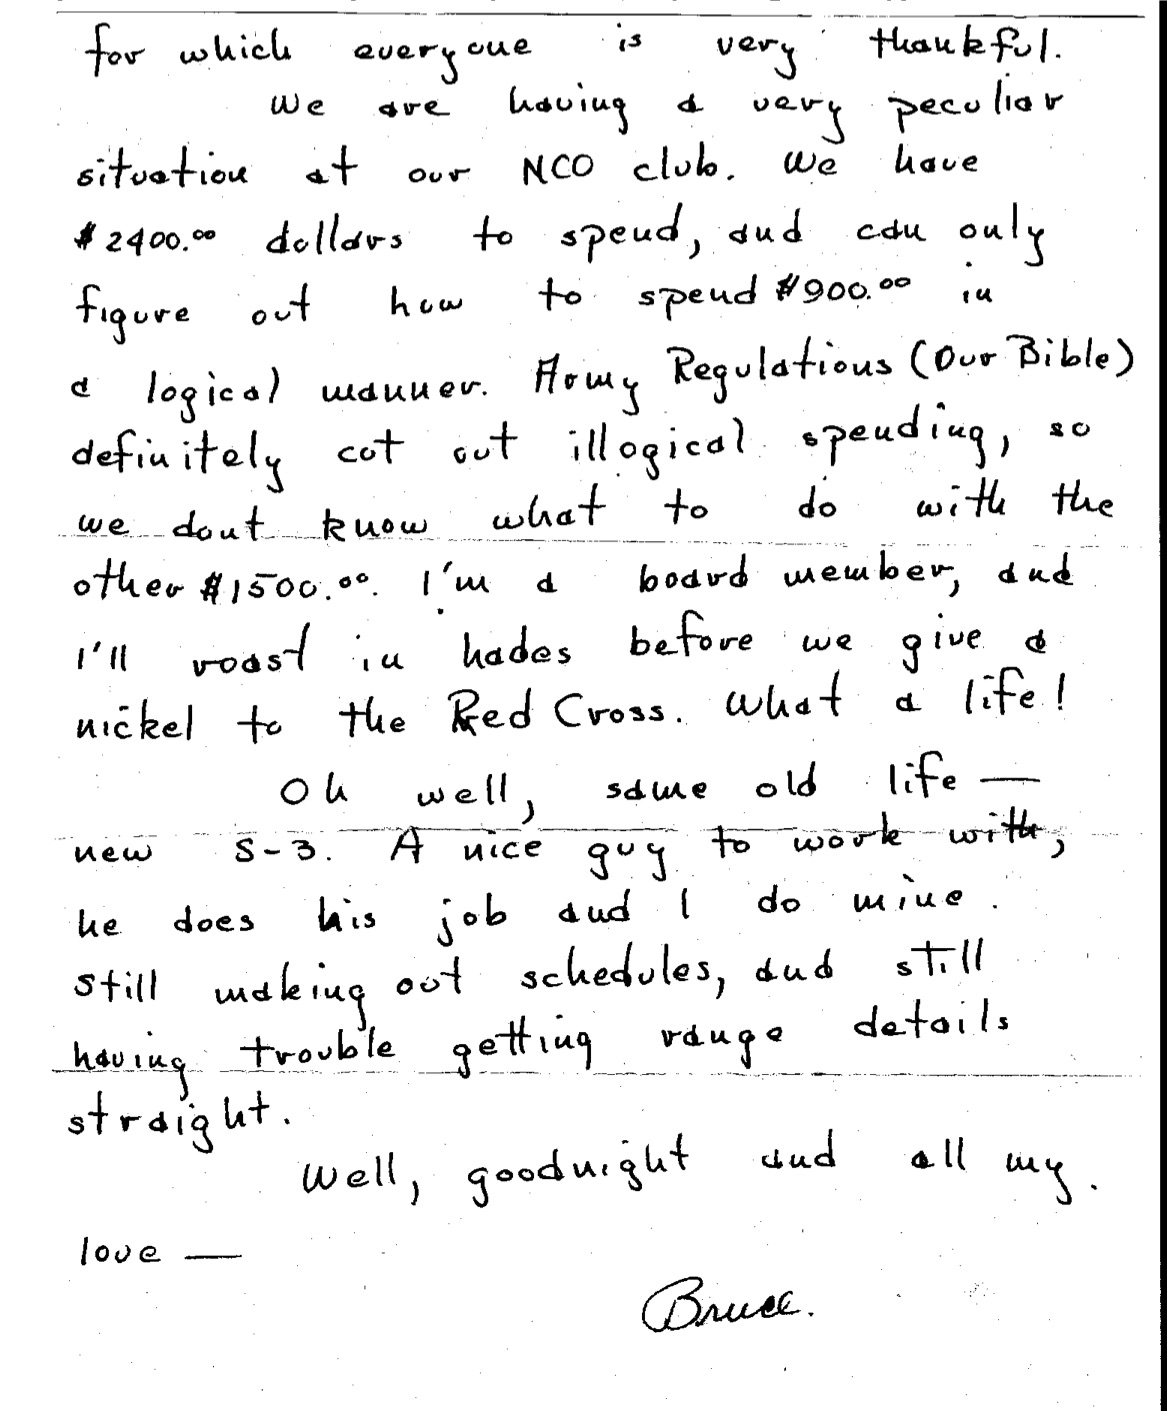 for which everyone is very thankful.
We are having a very peculiar
situation at our NCO club. We have
$2400.00 dollars to spend, and can only
figure out how to spend $900.00 in
a logical manner. Army Regulations (Our Bible)
definitely cut out illogical spending, so
we dont know what to do with the
other $1500.00. I'm a board member, and
I'll roast in hades before we give a
nickel to the Red Cross. What a life!
Oh well, same old life —
new S-3. A nice guy to work with,
he does his job and I do mine.
Still making out schedules, and still
having trouble getting range details
straight.
Well, goodnight and all my
love —
Bruce.